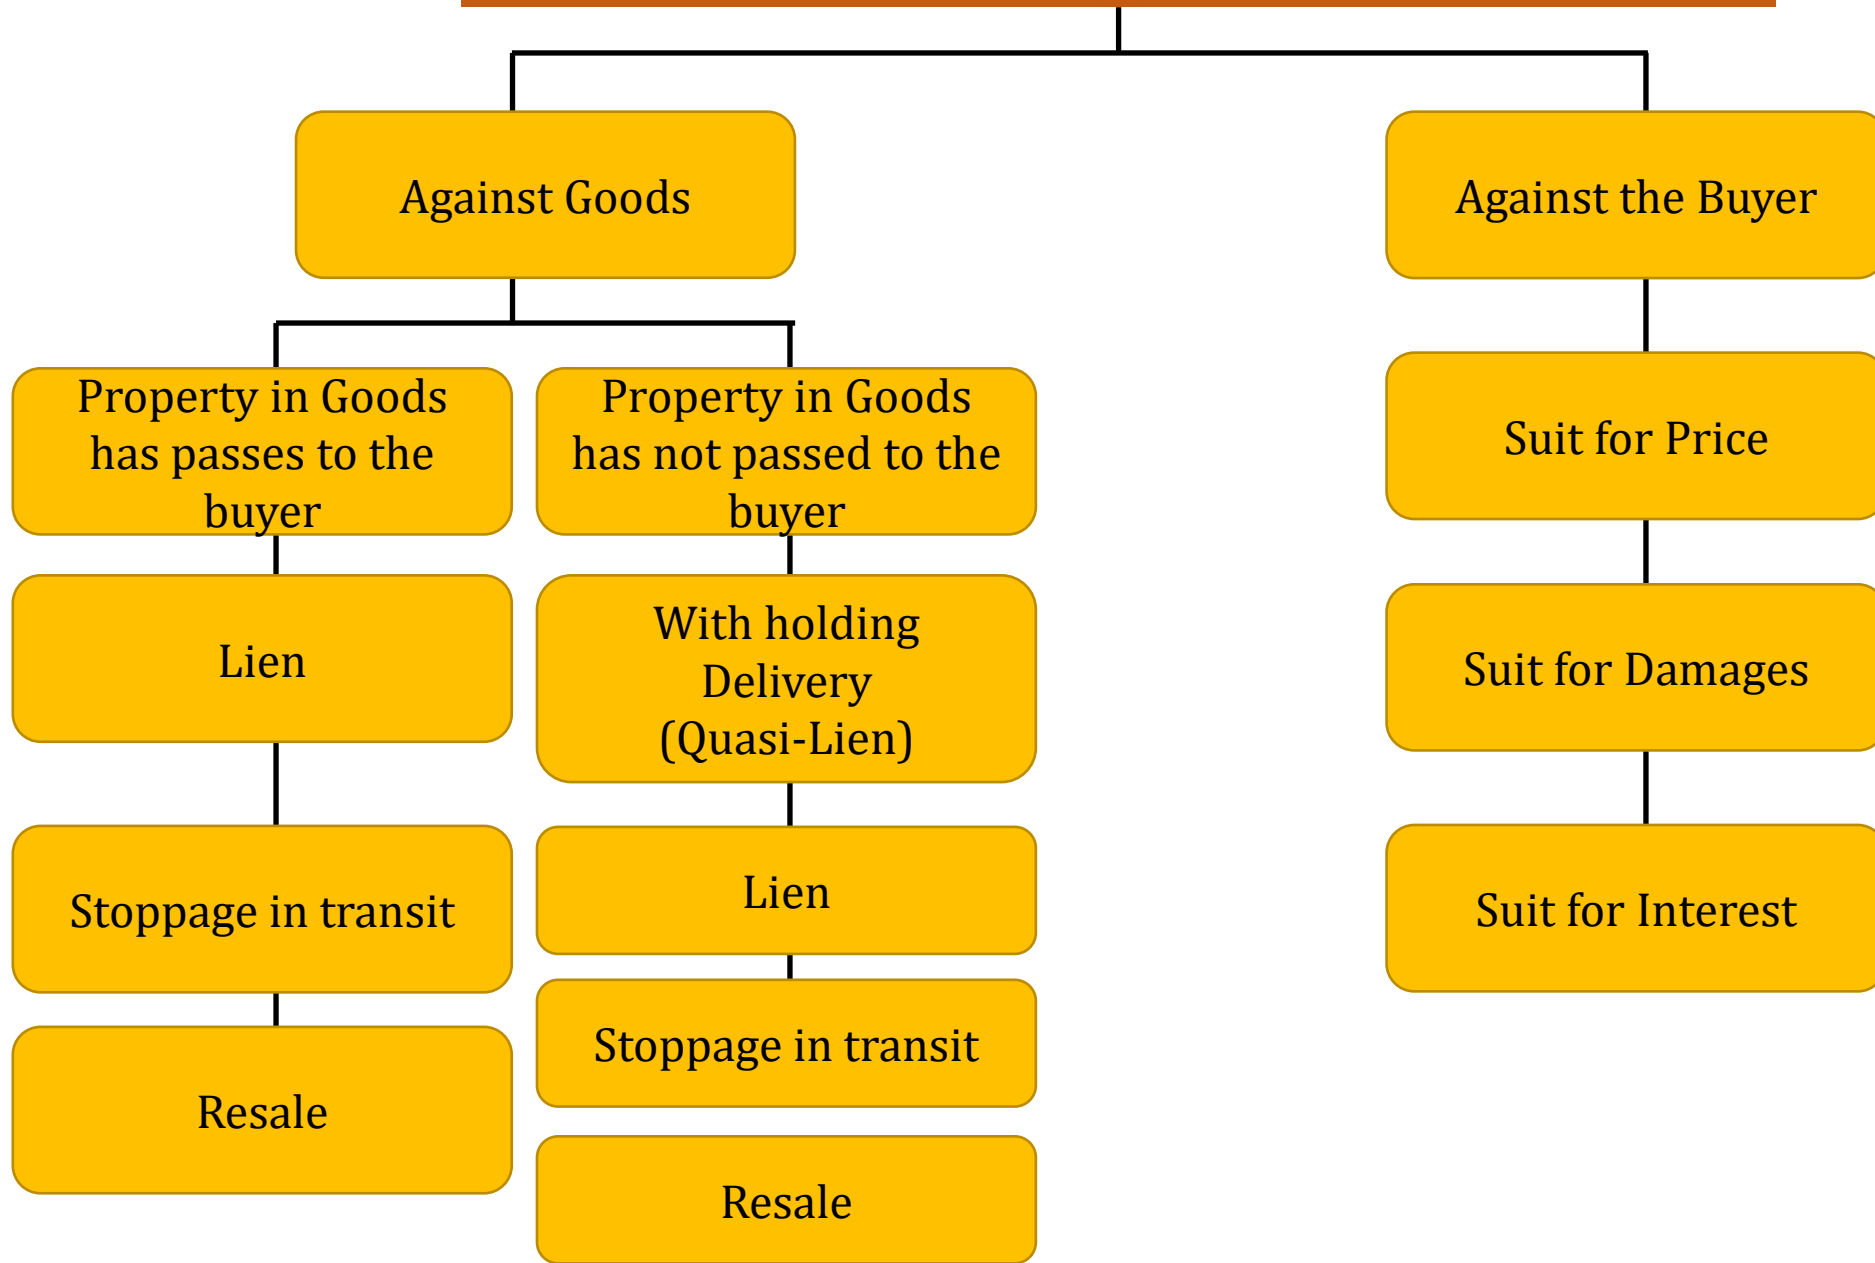 Against Goods
Against the Buyer
Property in Goods
has passes to the
buyer
Property in Goods
has not passed to the
buyer
Suit for Price
Lien
With holding
Delivery
(Quasi-Lien)
Suit for Damages
Stoppage in transit
Lien
Suit for Interest
Stoppage in transit
Resale
Resale